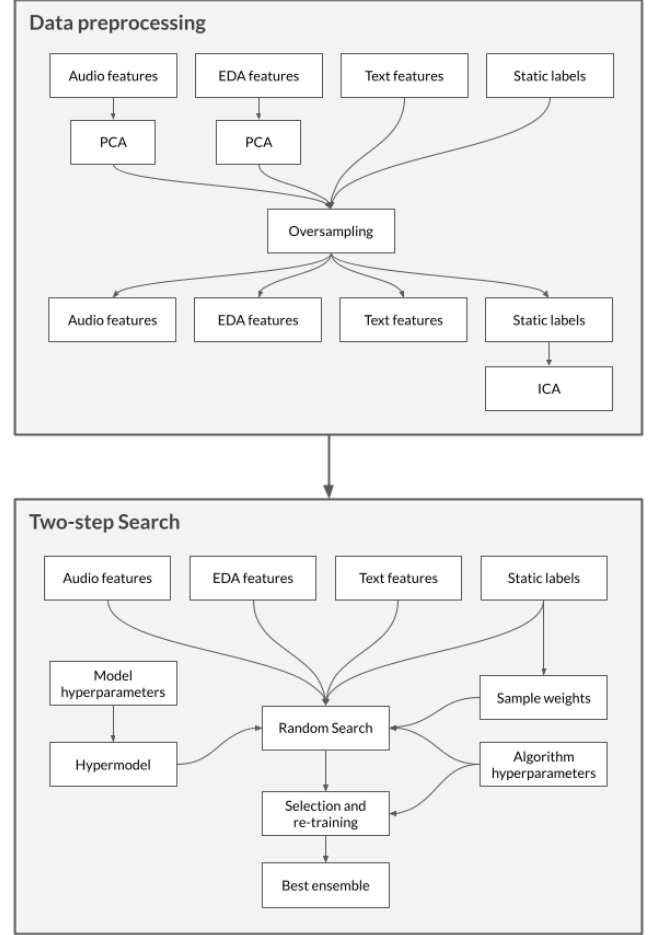 Data preprocessing
Audio features
EDA features
Text features
Static labels
PCA
PCA
Oversampling
Audio features
EDA features
Text features
Static labels
ICA
Two-step Search
Audio features
EDA features
Text features
Static labels
Model
hyperparameters
Sample weights
Random Search
Hypermodel
Algorithm
hyperparameters
Selection and
re-training
Best ensemble